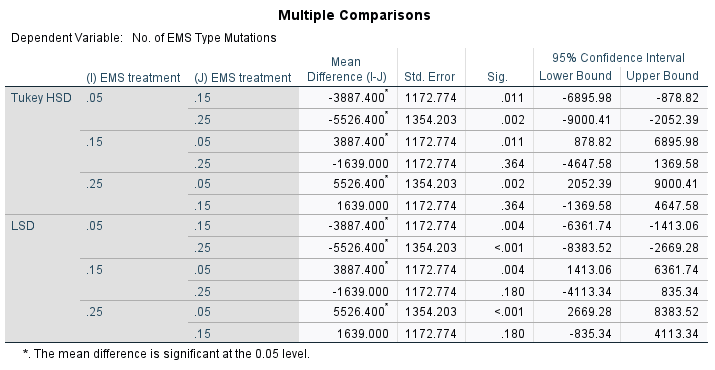 Multiple Comparisons
Dependent Variable: No. of EMS Type Mutations
(I) EMS treatment (J) EMS treatment Mean Difference (I-J) Std. Error Sig. 95% Confidence Interval
Lower Bound Upper Bound
Tukey HSD .05 .15 -3887.400* 1172.774 .011 -6895.98 -878.82
.25 -5526.400* 1354.203 .002 -9000.41 -2052.39
.15 .05 3887.400* 1172.774 .011 878.82 6895.98
.25 -1639.000 1172.774 .364 -4647.58 1369.58
.25 .05 5526.400* 1354.203 .002 2052.39 9000.41
.15 1639.000 1172.774 .364 -1369.58 4647.58
LSD .05 .15 -3887.400* 1172.774 .004 -6361.74 -1413.06
.25 -5526.400* 1354.203 <.001 -8383.52 -2669.28
.15 .05 3887.400* 1172.774 .004 1413.06 6361.74
.25 -1639.000 1172.774 .180 -4113.34 835.34
.25 .05 5526.400* 1354.203 <.001 2669.28 8383.52
.15 1639.000 1172.774 .180 -835.34 4113.34
*. The mean difference is significant at the 0.05 level.